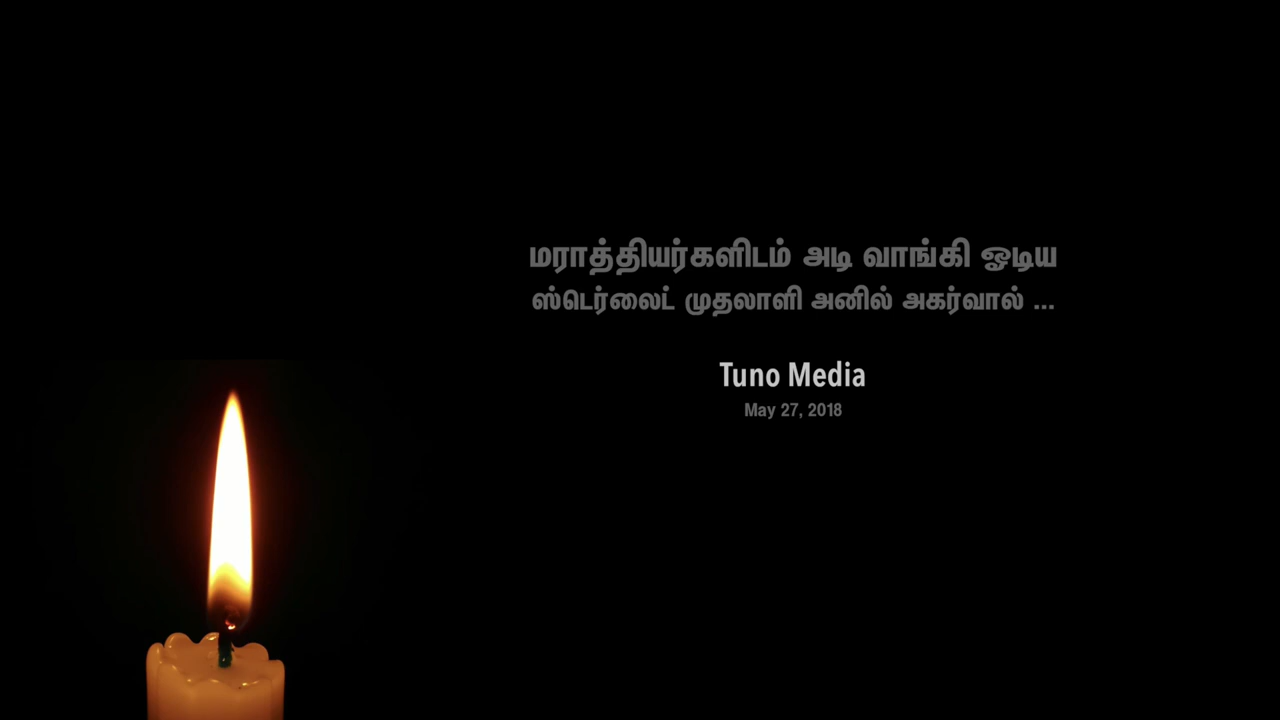 மராத்தியர்களிடம் அடி வாங்கி ஓடிய
ஸ்டெர்லைட் முதலாளி அனில் அகர்வால் ...
Tuno Media
May 27, 2018